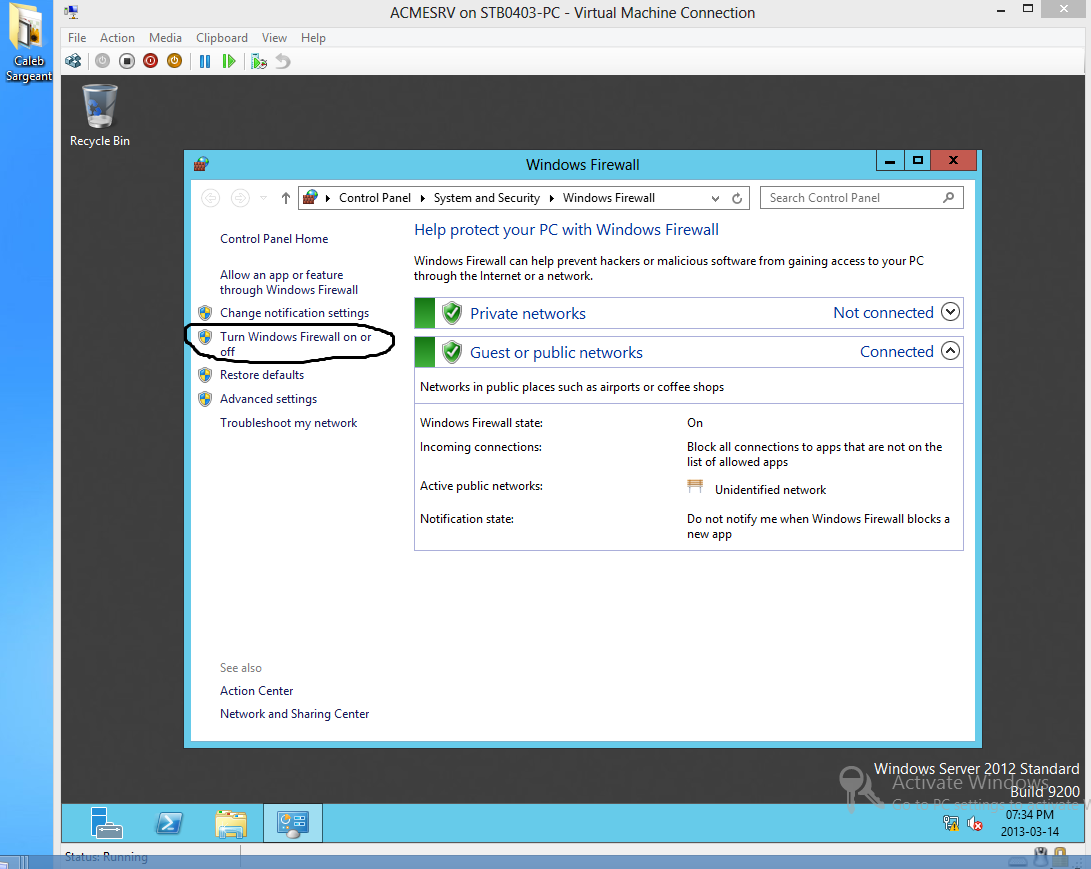 ACMESRV on STB0403-PC - Virtual Machine Connection
Caleb
Sargeant
File Action Media Clipboard View Help
Recycle Bin
Windows Firewall
Control Panel System and Security Windows Firewall
Search Control Panel
Control Panel Home
Allow an app or feature
through Windows Firewall
Change notification settings
Turn Windows Firewall on or
off
Restore defaults
Advanced settings
Troubleshoot my network
See also
Action Center
Network and Sharing Center
Help protect your PC with Windows Firewall
Windows Firewall can help prevent hackers or malicious software from gaining access to your PC
through the Internet or a network.
Private networks Not connected
Guest or public networks Connected
Networks in public places such as airports or coffee shops
Windows Firewall state: On
Incoming connections: Block all connections to apps that are not on the
list of allowed apps
Active public networks: Unidentified network
Notification state: Do not notify me when Windows Firewall blocks a
new app
Windows Server 2012 Standard
Activate Windows
Build 9200
Go to PC settings to activate
07:34 PM
2013-03-14
Status: Running